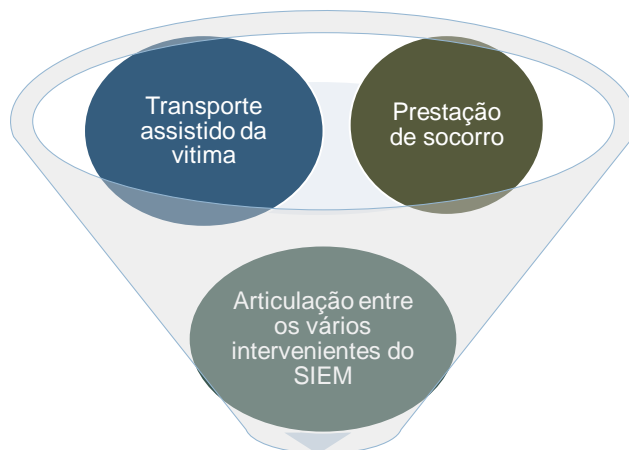 Transporte
assistido da
vitima
Prestação
de socorro
Articulação entre
os vários
intervenientes do
SIEM